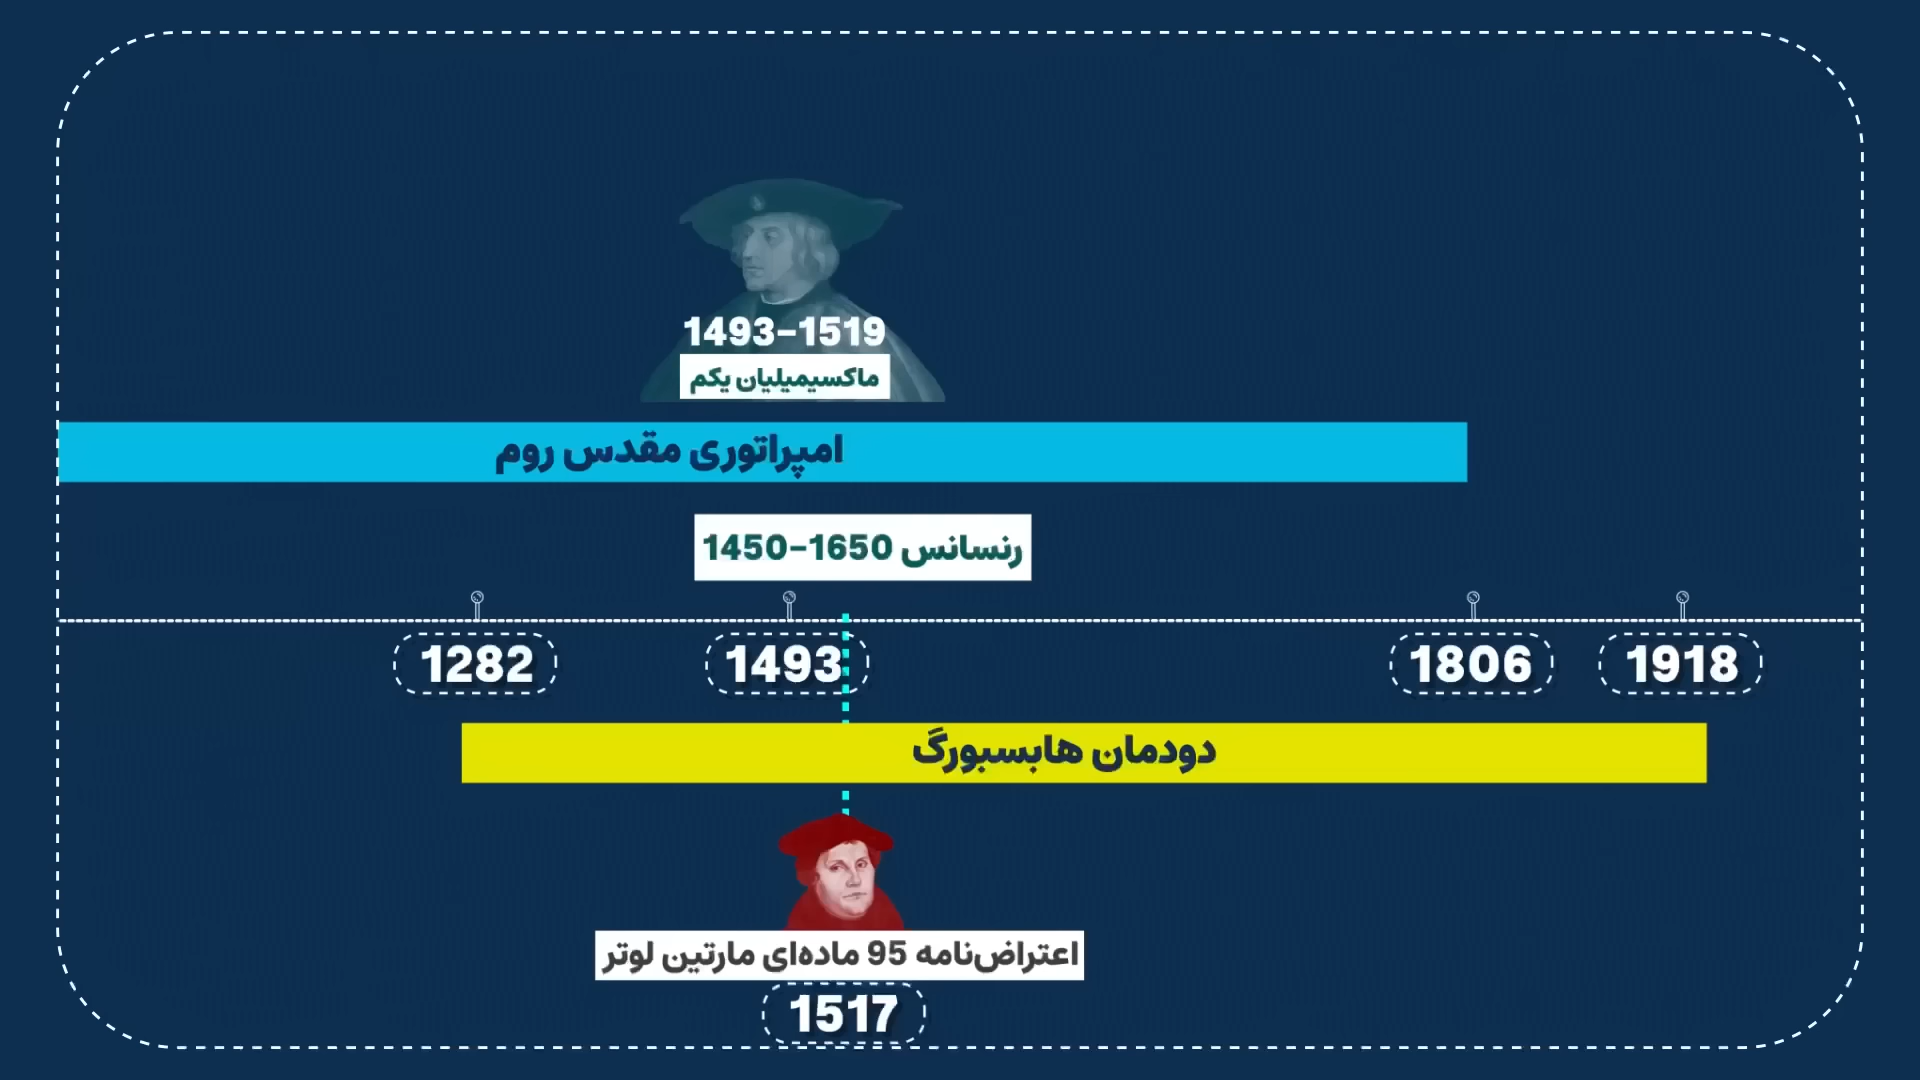 1493-1519
ماکسیمیلیان یکم
امپراتوری مقدس روم
رنسانس 1650-1450
1282
1493
1806
1918
دودمان هابسبورگ
اعتراض‌نامه 95 ماده‌ای مارتین لوتر
1517